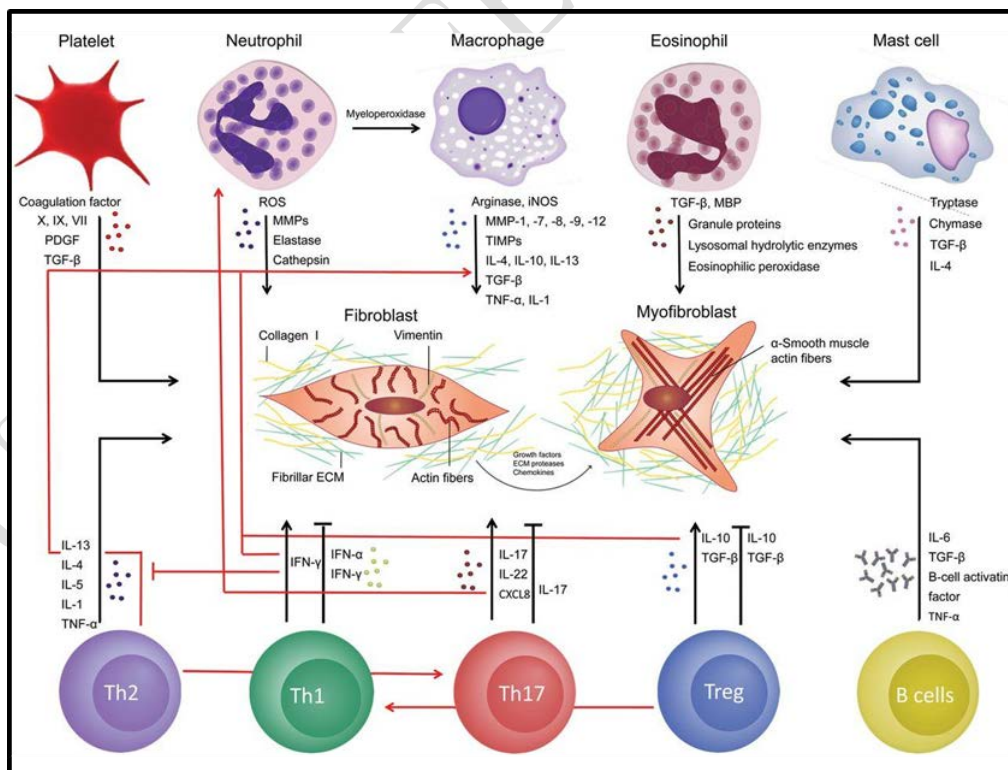 Platelet
Neutrophil
Macrophage
Eosinophil
Mast cell
Myeloperoxidase
Coagulation factor
X, IX, VII
PDGF
TGF-β
ROS
MMPs
Elastase
Cathepsin
Arginase, iNOS
MMP-1, -7, -8, -9, -12
TIMPs
IL-4, IL-10, IL-13
TGF-β
TNF-α, IL-1
TGF-β, MBP
Granule proteins
Lysosomal hydrolytic enzymes
Eosinophilic peroxidase
Tryptase
Chymase
TGF-β
IL-4
Fibroblast
Myofibroblast
Collagen I
Vimentin
α-Smooth muscle
actin fibers
Fibrillar ECM
Actin fibers
Growth factors
ECM proteases
Chemokines
IL-13
IL-4
IL-5
IL-1
TNF-α
IFN-γ
IFN-α
IFN-γ
IL-17
IL-22
CXCL8
IL-17
IL-10
TGF-β
IL-10
TGF-β
IL-6
TGF-β
B-cell activatin
factor
TNF-α
Th2
Th1
Th17
Treg
B cells